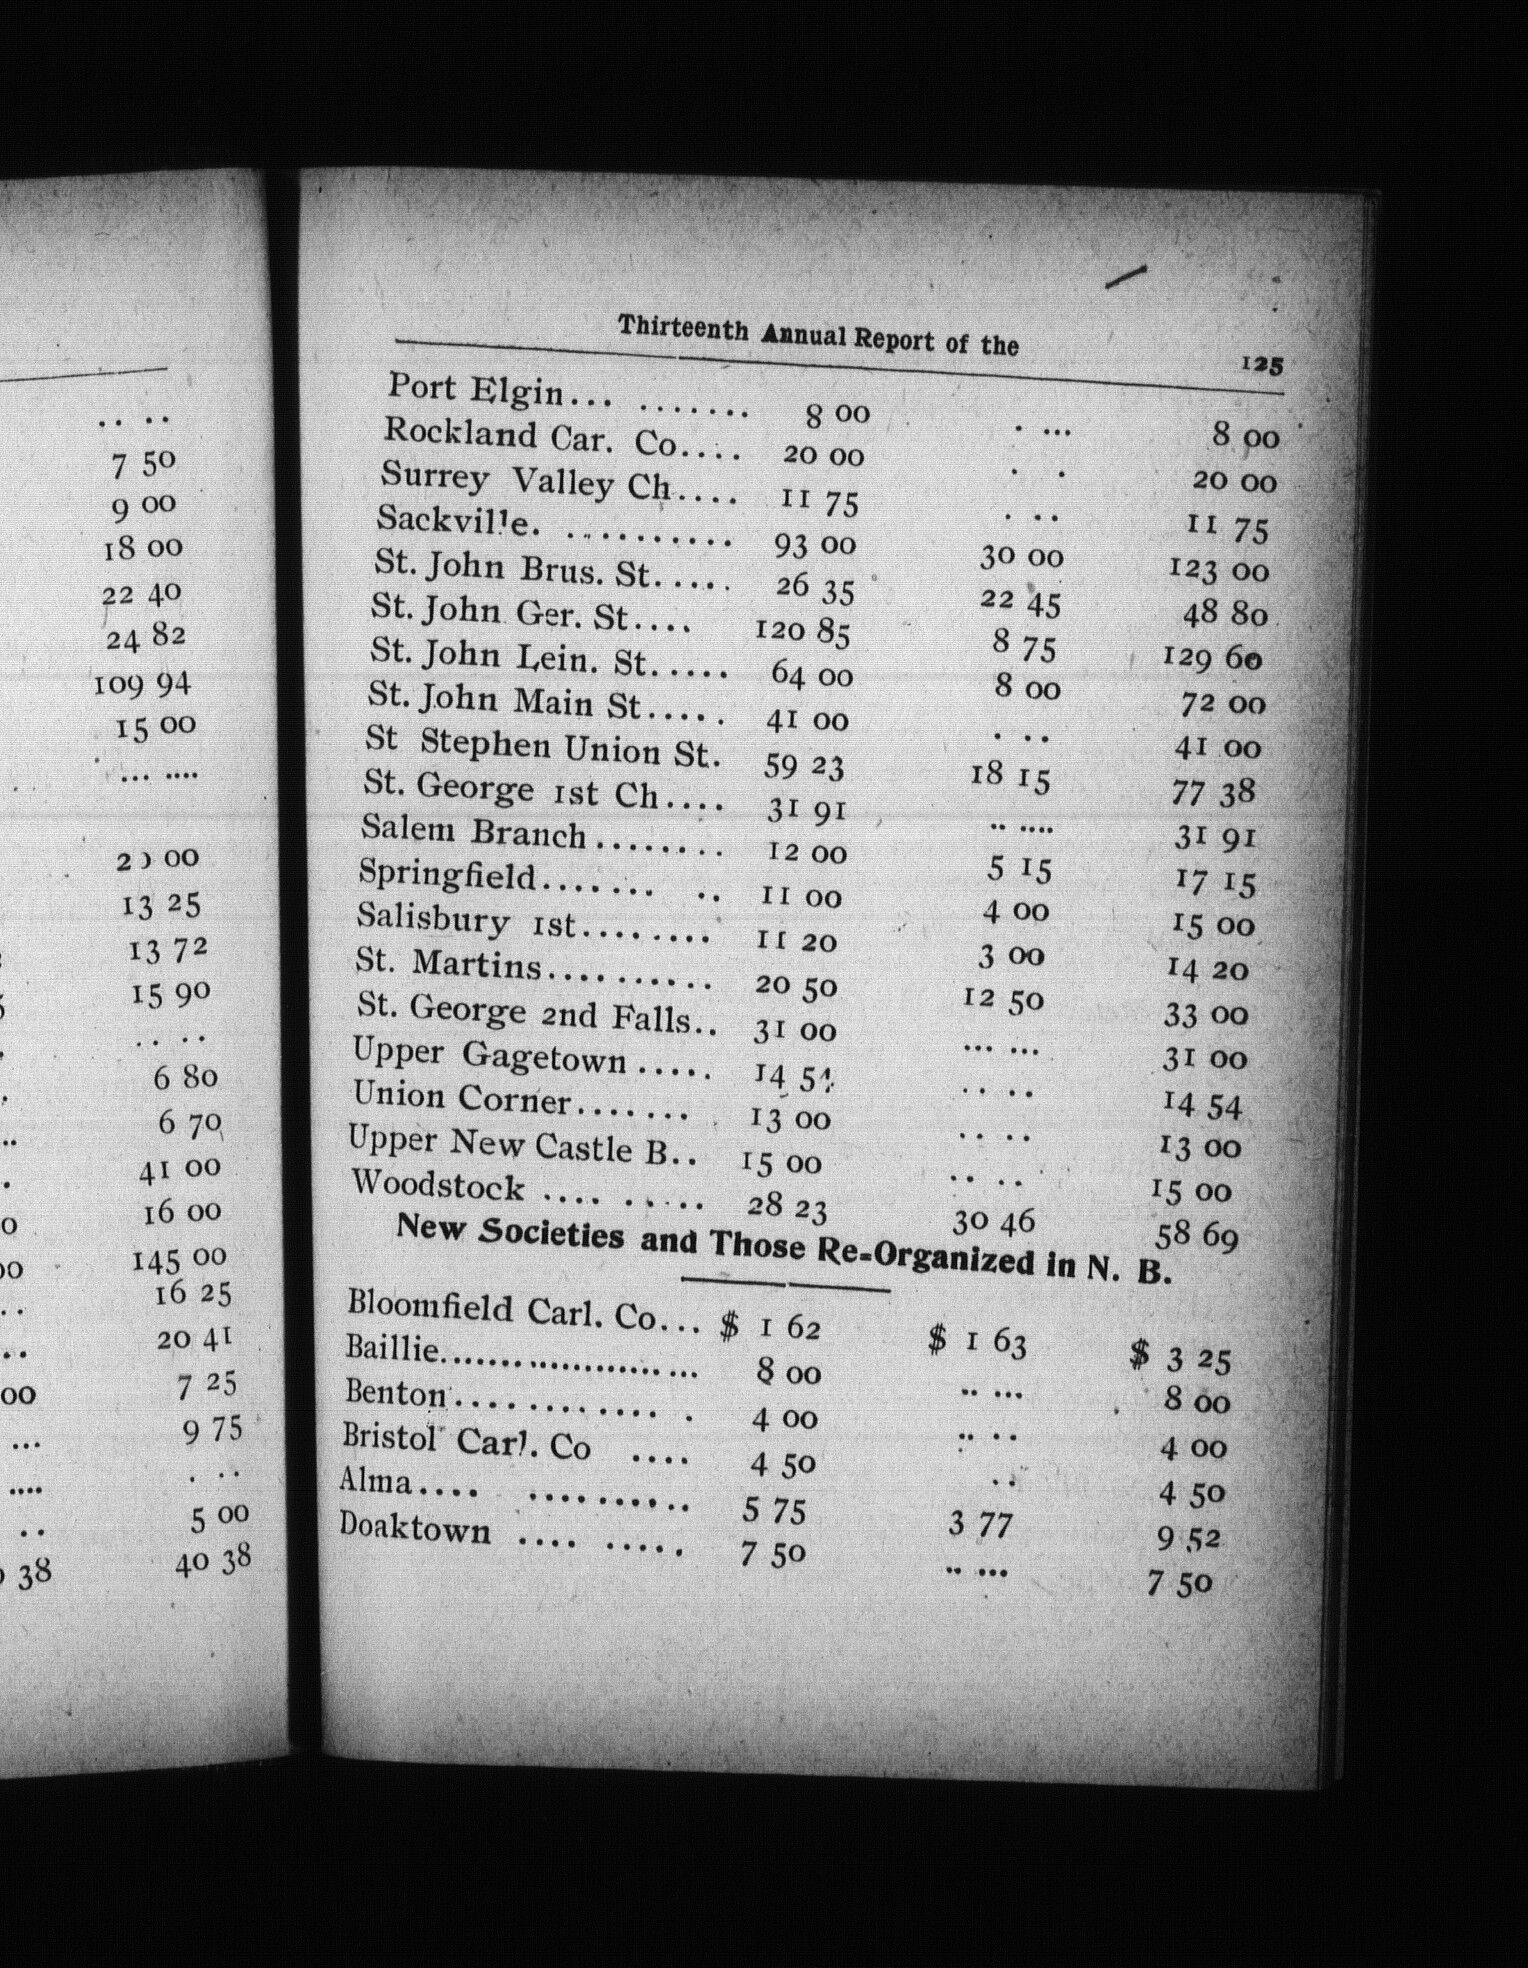 .. ..
7 50
9 00
18 00
22 40
24 82
109 94
15 00
... ....
00
13 25
13 72
15 90
.. ..
6 80
6 70
41 00
16 00
145 00
16 25
20 41
00 7 25
... 9 75
.... . ..
.. 5 00
38 40 38
Thirteenth Annual Report of the 125
Port Elgin... ....... 8 00 . ... 8 00
Rockland Car. Co.... 20 00 . . 20 00
Surrey Valley Ch.... 11 75 . .. 11 75
Sackville. .......... 93 00 30 00 123 00
St. John Brus. St..... 26 35 22 45 48 80
St. John Ger. St.... 120 85 8 75 129 60
St. John Lein. St..... 64 00 8 00 72 00
St. John Main St..... 41 00 . .. 41 00
St Stephen Union St. 59 23 18 15 77 38
St. George 1st Ch.... 31 91 .. .... 31 91
Salem Branch........ 12 00 5 15 17 15
Springfield....... .. 11 00 4 00 15 00
Salisbury 1st........ 11 20 3 00 14 20
St. Martins.......... 20 50 12 50 33 00
St. George 2nd Falls.. 31 00 ... ... 31 00
Upper Gagetown ..... 14 54 .. .. 14 54
Union Corner....... 13 00 .. .. 13 00
Upper New Castle B.. 15 00 .. .. 15 00
Woodstock .... ..... 28 23 30 46 58 69
New Societies and Those Re-Organized in N. B.
Bloomfield Carl. Co... $ 1 62 $ 1 63 $ 3 25
Baillie..................... 8 00 .. ... 8 00
Benton............. . 4 00 .. .. 4 00
Bristol Carl. Co .... 4 50 .. 4 50
Alma.... .......... 5 75 3 77 9 52
Doaktown .... ..... 7 50 .. ... 7 50